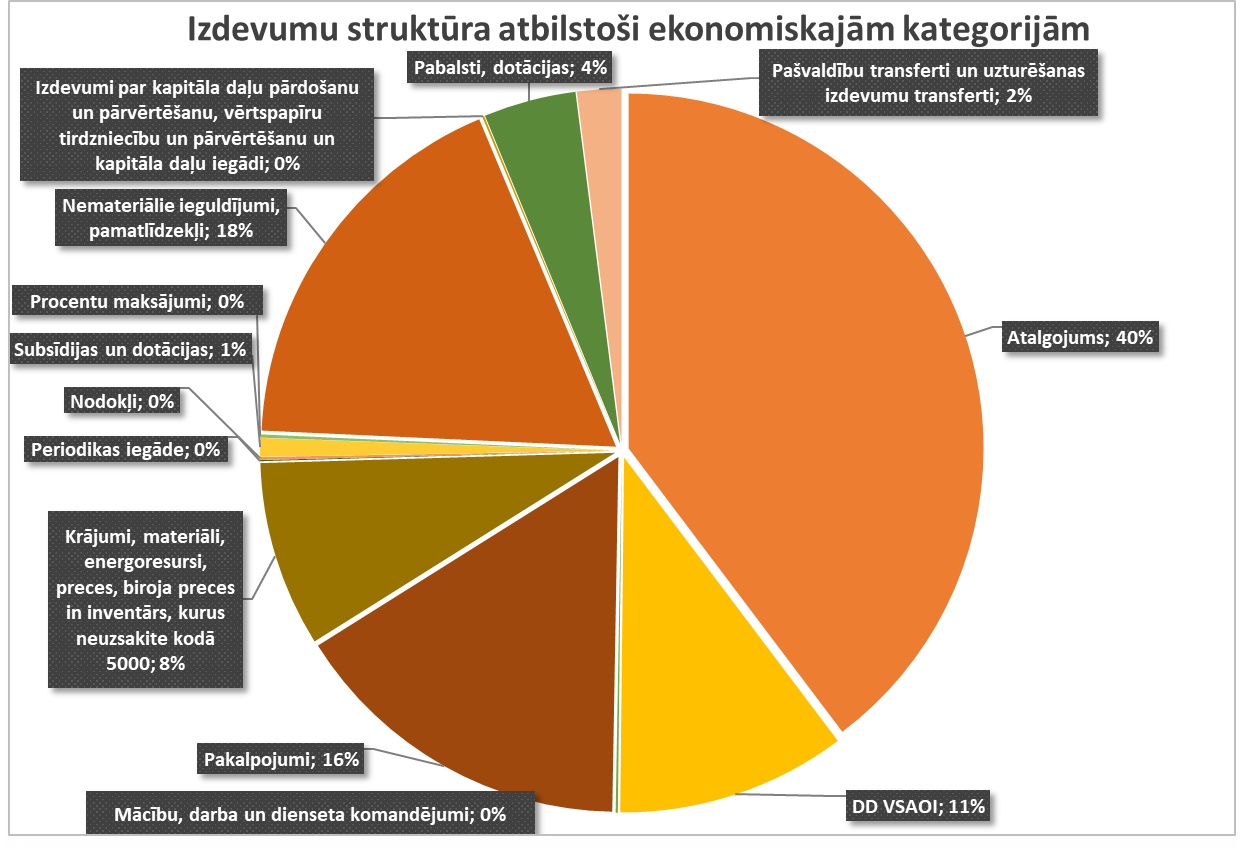 Izdevumu struktūra atbilstoši ekonomiskajām kategorijām
Pabalsti, dotācijas; 4%
Pašvaldību transferti un uzturēšanas
izdevumu transferti; 2%
Izdevumi par kapitāla daļu pārdošanu
un pārvērtēšanu, vērtspapīru
tirdzniecību un pārvērtēšanu un
kapitāla daļu iegādi; 0%
Nemateriālie ieguldījumi,
pamatlīdzekļi; 18%
Procentu maksājumi; 0%
Subsīdijas un dotācijas; 1%
Nodokļi; 0%
Periodikas iegāde; 0%
Krājumi, materiāli,
energoresursi,
preces, biroja preces
in inventārs, kurus
neuzsakite kodā
5000; 8%
Pakalpojumi; 16%
Mācību, darba un dienseta komandējumi; 0%
DD VSAOI; 11%
Atalgojums; 40%